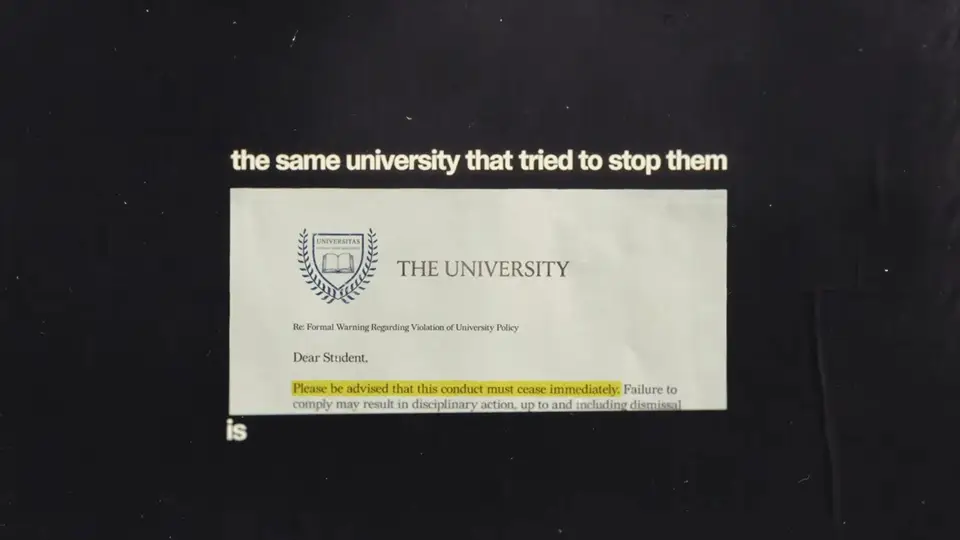 the same university that tried to stop them
UNIVERSITAS
THE UNIVERSITY
Re: Formal Warning Regarding Violation of University Policy
Dear Student,
Please be advised that this conduct must cease immediately. Failure to
comply may result in disciplinary action, up to and including dismissal
is